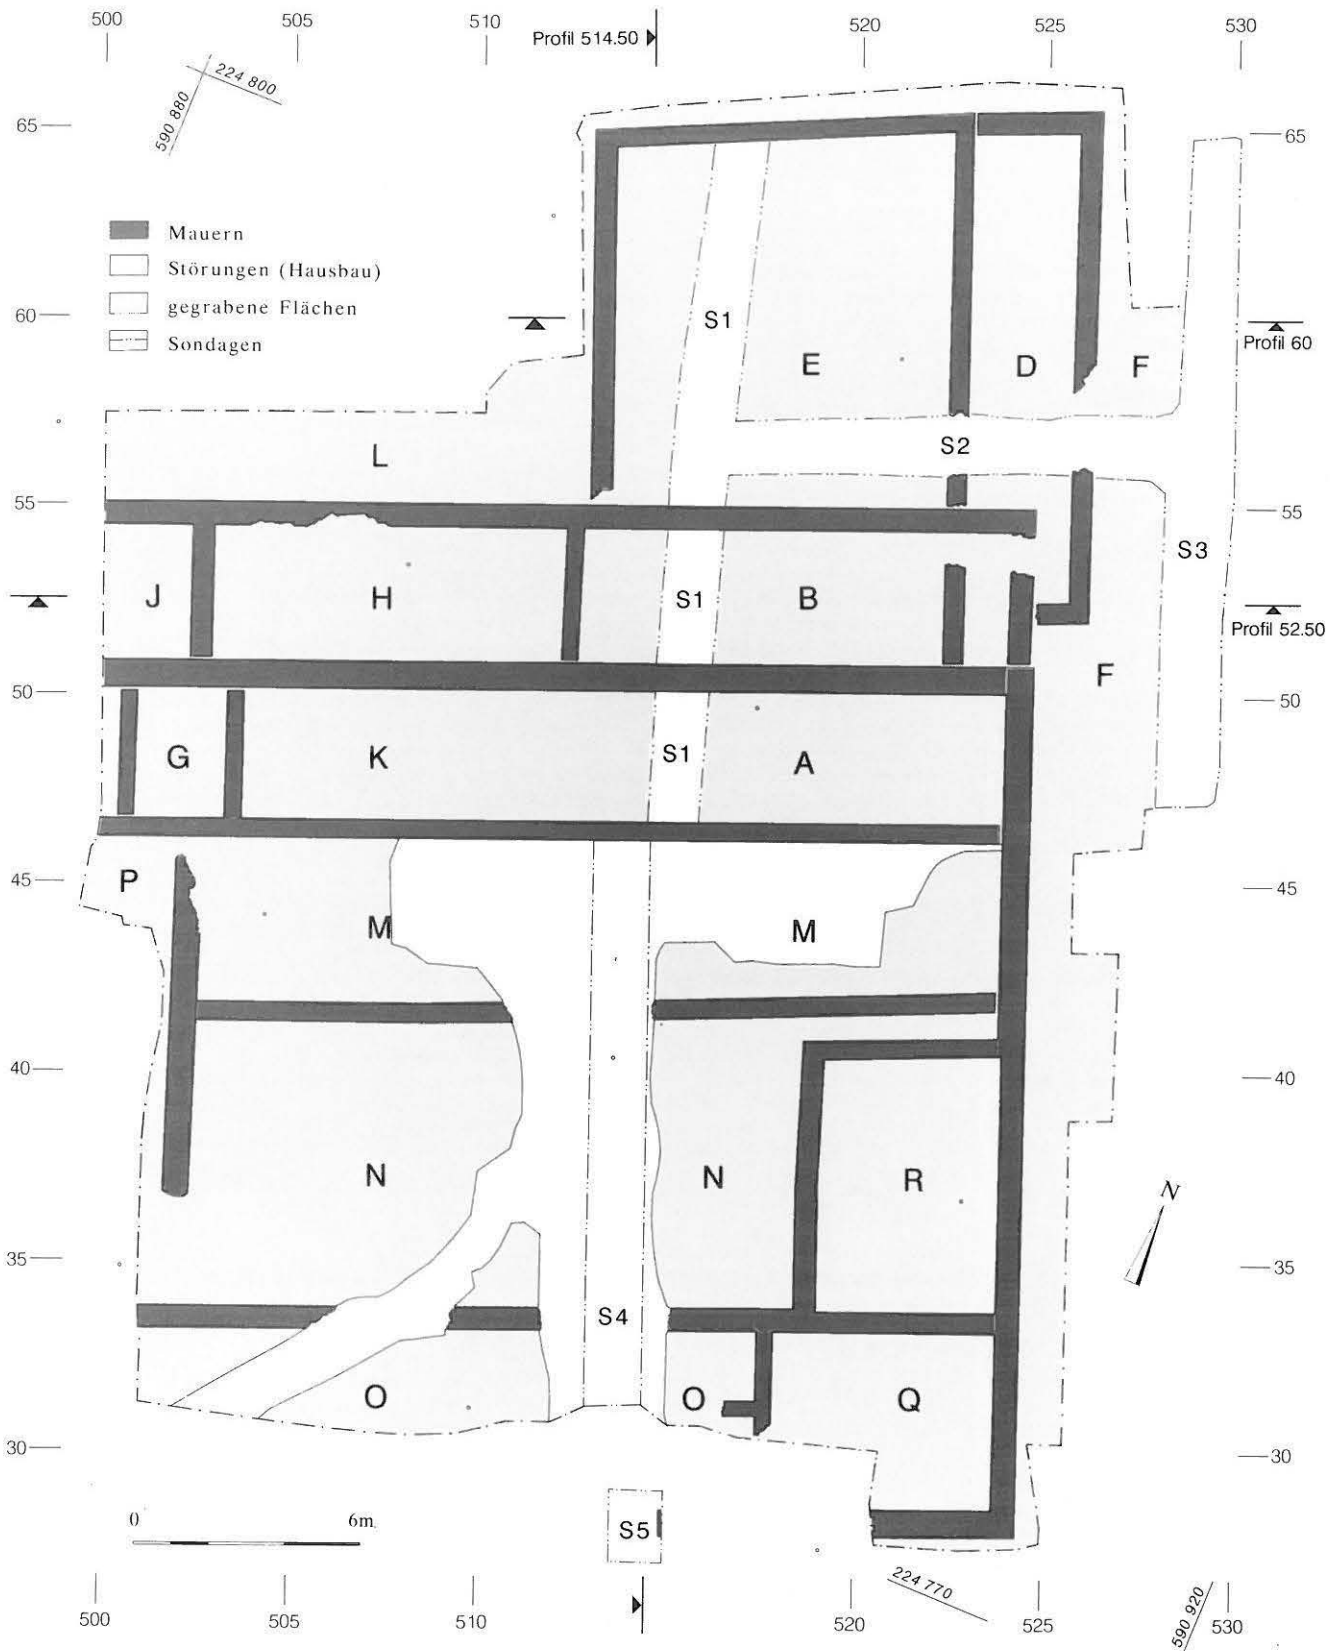 500 505 510 Profil 514.50 520 525 530
224 800
590 880
65 65
Mauern
Störungen (Hausbau)
gegrabene Flächen
Sondagen
60 S1 Profil 60
E D F
L S2
55 55
S3
J H S1 B
Profil 52.50
F
50 50
G K S1 A
P 45 45
M M
40 40
N N R
N
35 35
S4
O O Q
30 30
0 6m
S5
224 770
590 920
500 505 510 520 525 530